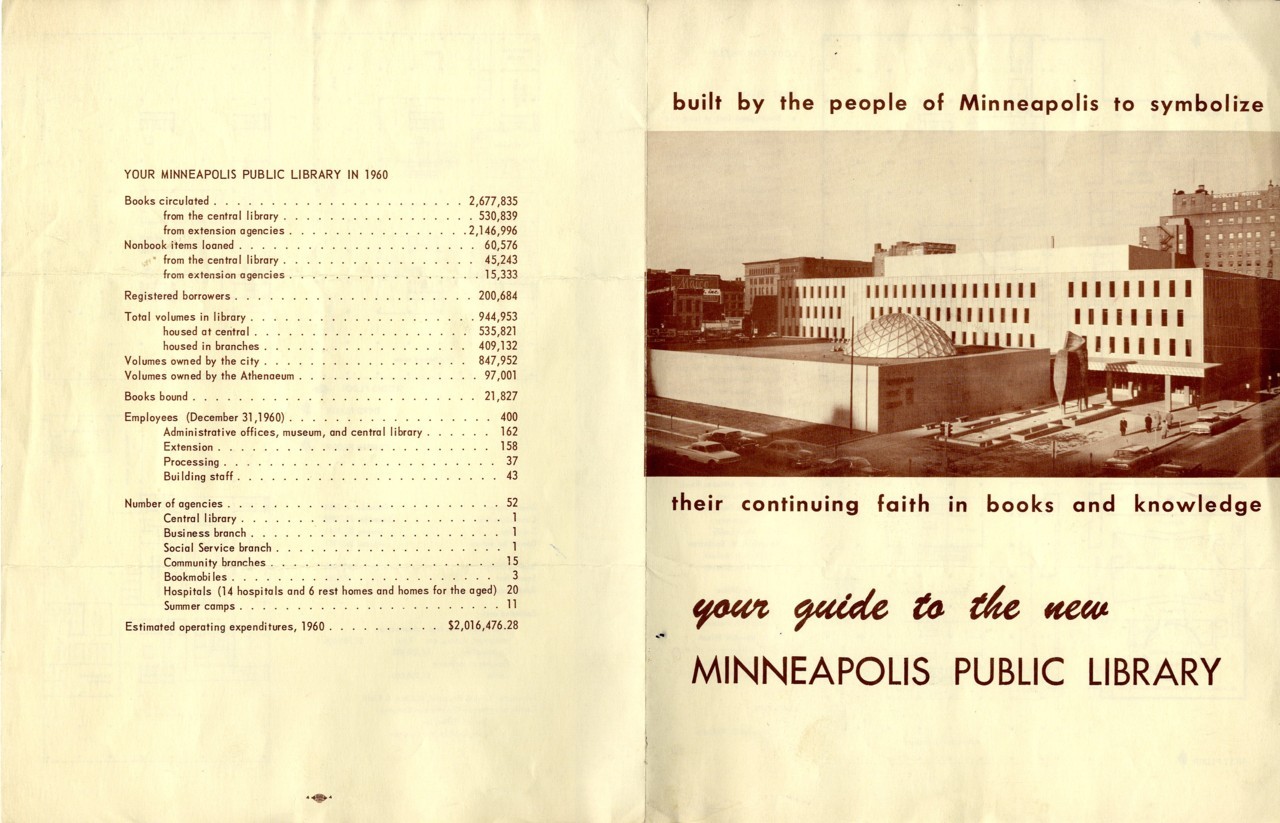 YOUR MINNEAPOLIS PUBLIC LIBRARY IN 1960
Books circulated . . . . . . . . . . . . . . . . . . . . . . 2,677,835
from the central library . . . . . . . . . . . . . . . . . 530,839
from extension agencies . . . . . . . . . . . . . . . . 2,146,996
Nonbook items loaned . . . . . . . . . . . . . . . . . . . . . 60,576
from the central library . . . . . . . . . . . . . . . . . 45,243
from extension agencies . . . . . . . . . . . . . . . . . 15,333
Registered borrowers . . . . . . . . . . . . . . . . . . . . . 200,684
Total volumes in library . . . . . . . . . . . . . . . . . . . . 944,953
housed at central . . . . . . . . . . . . . . . . . . . 535,821
housed in branches . . . . . . . . . . . . . . . . . . . 409,132
Volumes owned by the city . . . . . . . . . . . . . . . . . . . 847,952
Volumes owned by the Athenaeum . . . . . . . . . . . . . . . . 97,001
Books bound . . . . . . . . . . . . . . . . . . . . . . . . . 21,827
Employees (December 31,1960) . . . . . . . . . . . . . . . . . . 400
Administrative offices, museum, and central library . . . . . . 162
Extension . . . . . . . . . . . . . . . . . . . . . . . . 158
Processing . . . . . . . . . . . . . . . . . . . . . . . . 37
Building staff . . . . . . . . . . . . . . . . . . . . . . 43
Number of agencies . . . . . . . . . . . . . . . . . . . . . . . 52
Central library . . . . . . . . . . . . . . . . . . . . . . 1
Business branch . . . . . . . . . . . . . . . . . . . . . . 1
Social Service branch . . . . . . . . . . . . . . . . . . . . 1
Community branches . . . . . . . . . . . . . . . . . . . . 15
Bookmobiles . . . . . . . . . . . . . . . . . . . . . . . 3
Hospitals (14 hospitals and 6 rest homes and homes for the aged) 20
Summer camps . . . . . . . . . . . . . . . . . . . . . . . 11
Estimated operating expenditures, 1960 . . . . . . . . . . $2,016,476.28
built by the people of Minneapolis to symbolize
their continuing faith in books and knowledge
your guide to the new
MINNEAPOLIS PUBLIC LIBRARY